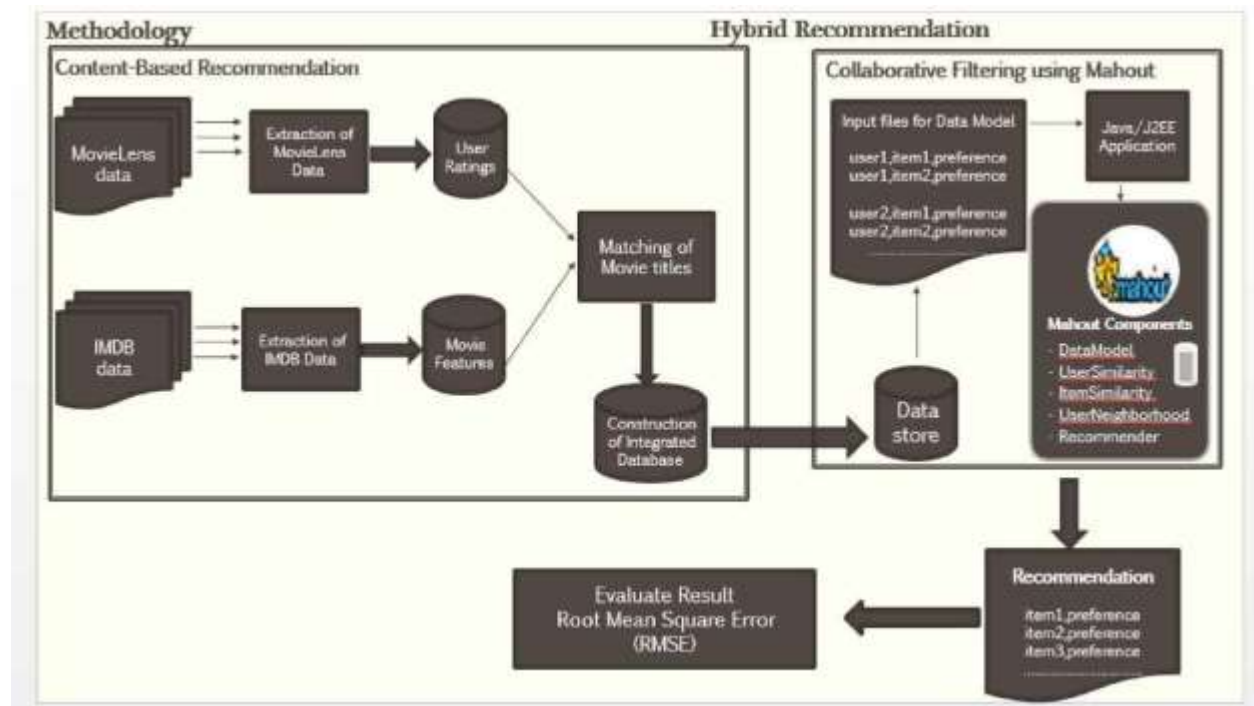 Methodology
Hybrid Recommendation
Content-Based Recommendation
MovieLens
data
Extraction of
MovieLens
Data
User
Ratings
IMDB
data
Extraction of
IMDB Data
Movie
Features
Matching of
Movie titles
Construction
of Integrated
Database
Collaborative Filtering using Mahout
Input files for Data Model
user1,item1,preference
user1,item2,preference
user2,item1,preference
user2,item2,preference
Java/J2EE
Application
mahout
Mahout Components
- DataModel
- UserSimilarity
- ItemSimilarity
- UserNeighborhood
- Recommender
Data
store
Recommendation
item1,preference
item2,preference
item3,preference
Evaluate Result
Root Mean Square Error
(RMSE)